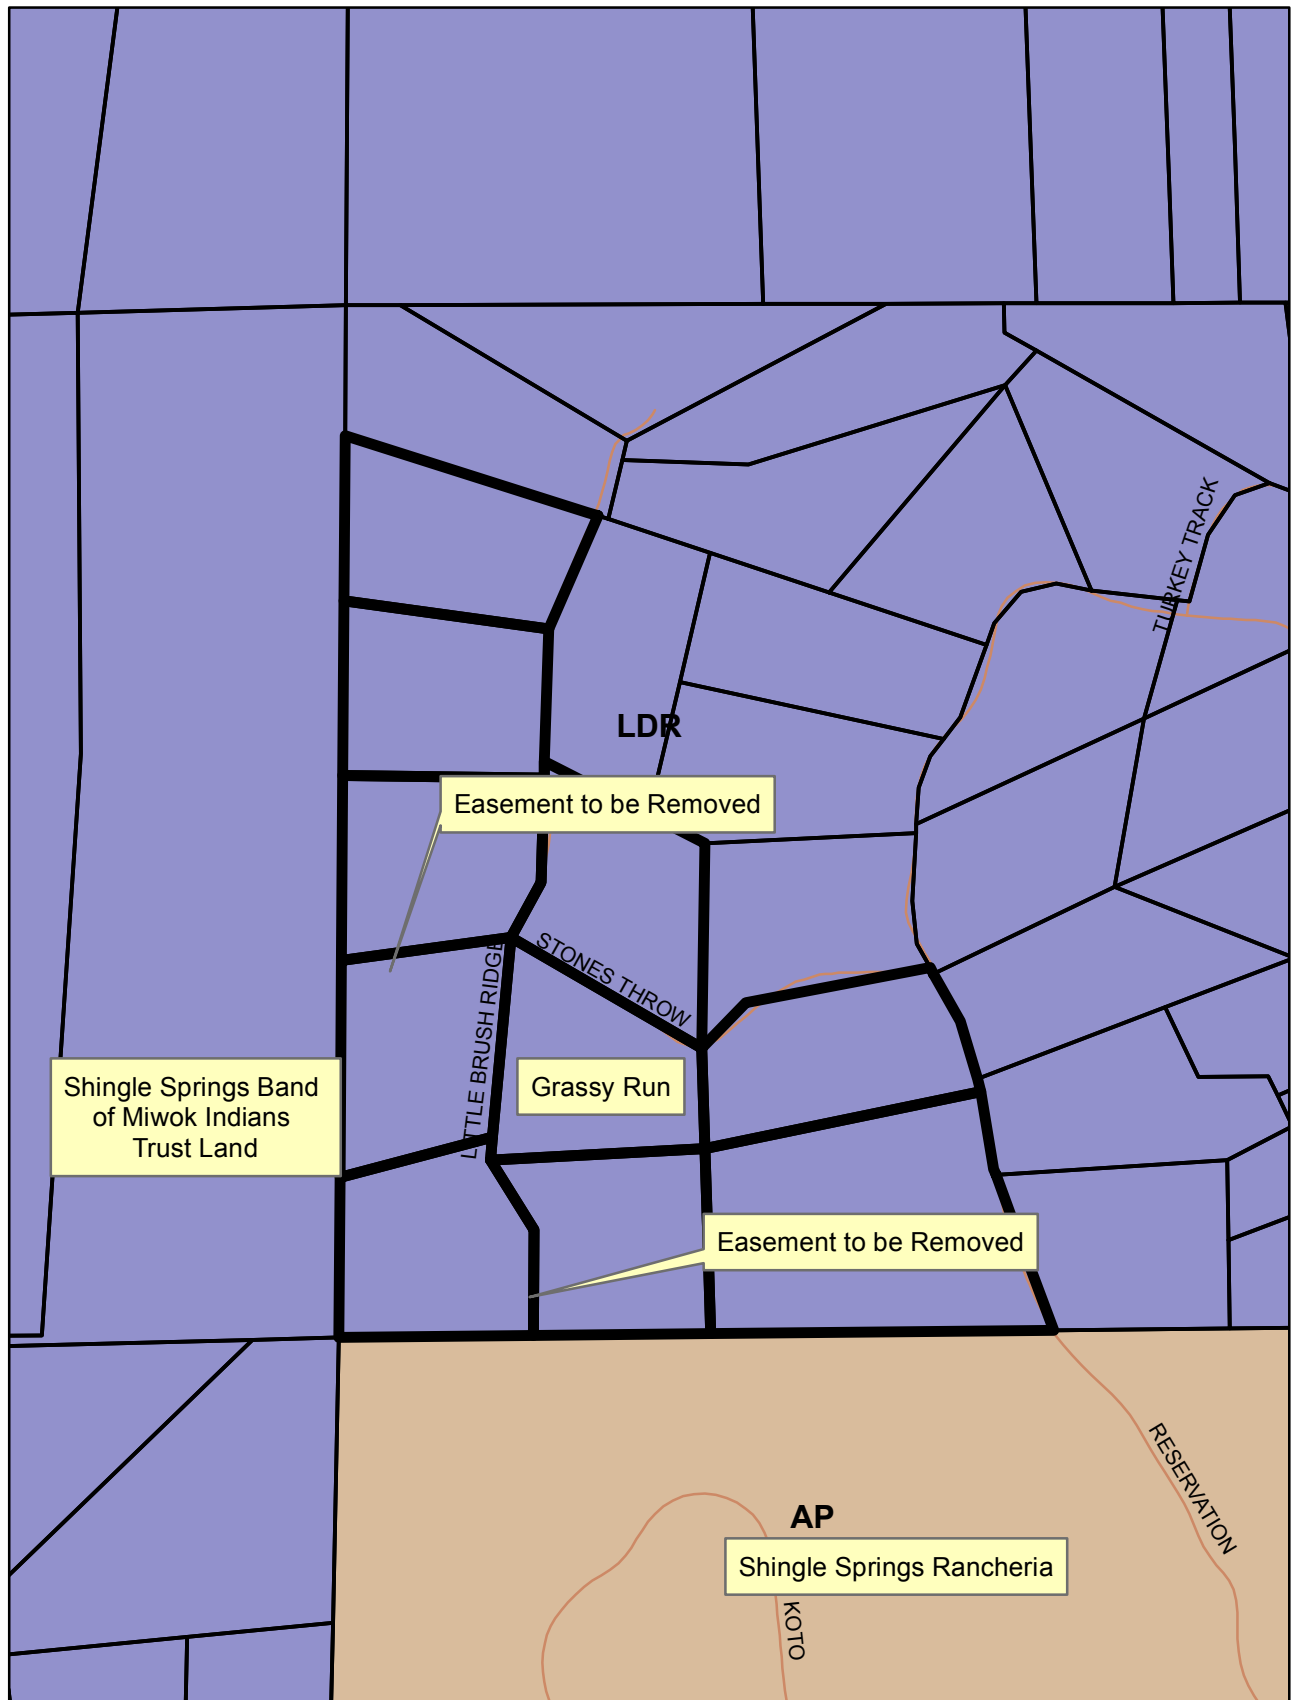 TURKEY TRACK
LDR
Easement to be Removed
STONES THROW
LITTLE BRUSH RIDGE
Shingle Springs Band
of Miwok Indians
Trust Land
Grassy Run
Easement to be Removed
RESERVATION
AP
Shingle Springs Rancheria
KOTO